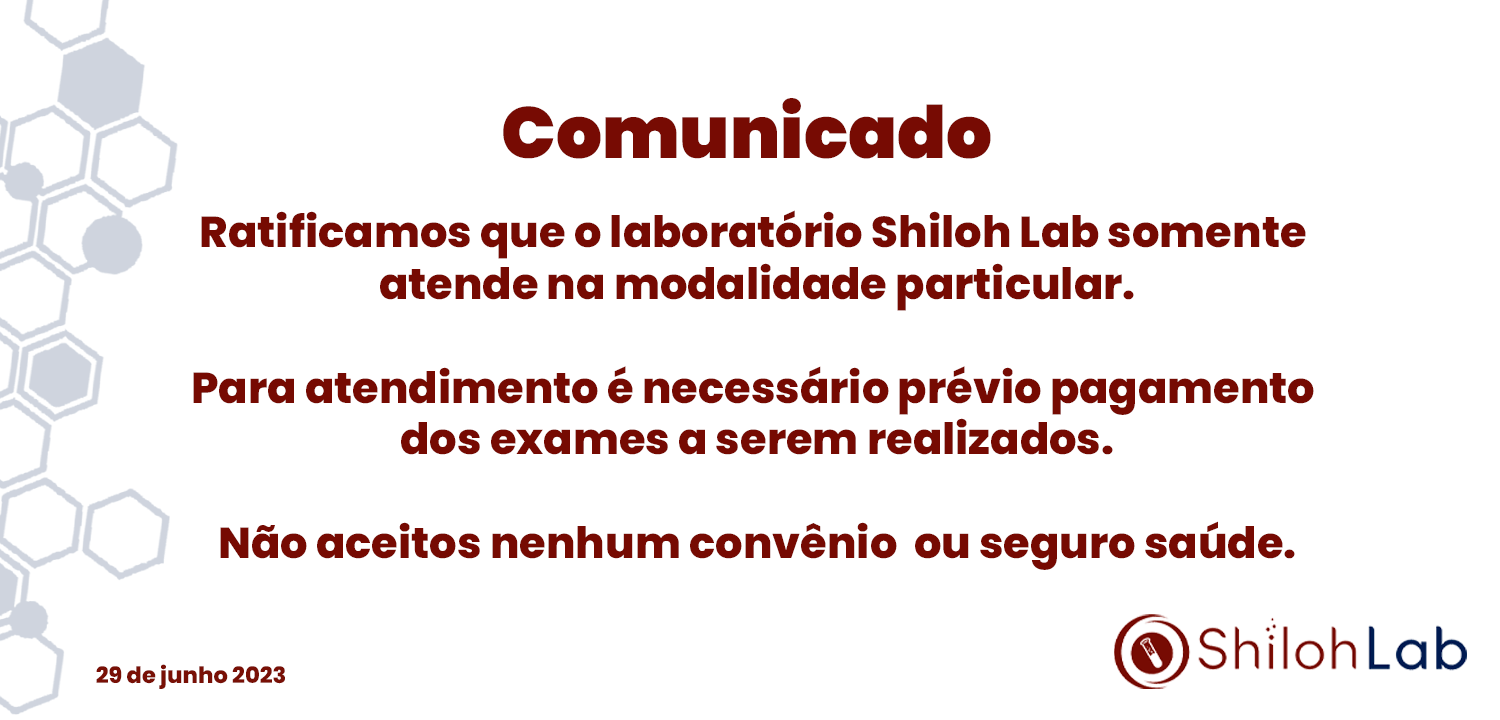 Comunicado
Ratificamos que o laboratório Shiloh Lab somente
atende na modalidade particular.
Para atendimento é necessário prévio pagamento
dos exames a serem realizados.
Não aceitos nenhum convênio  ou seguro saúde.
29 de junho 2023
ShilohLab